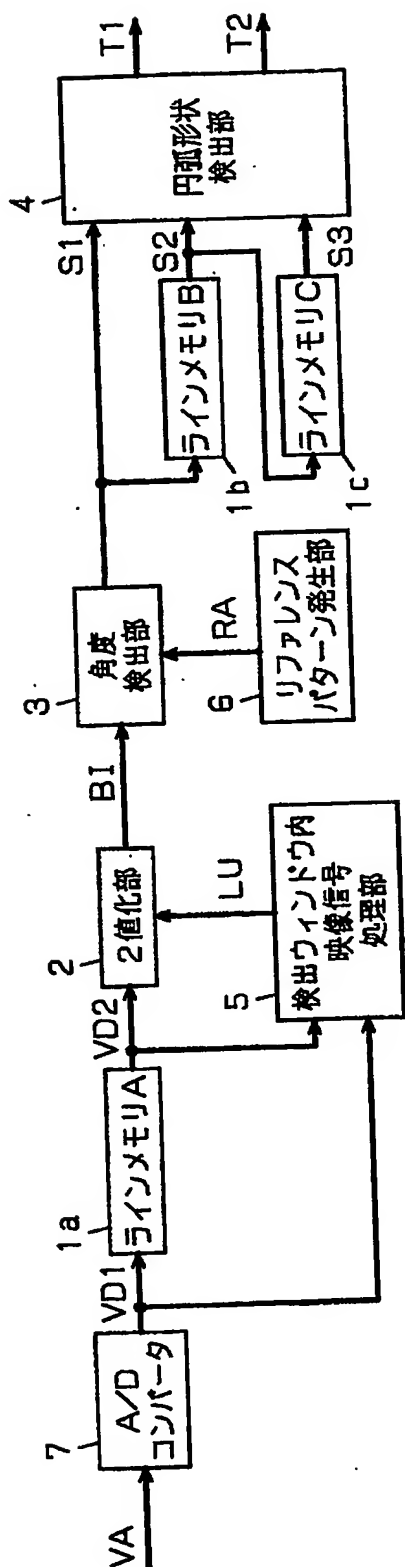 VA
7
A/D
コンバータ
VD1
1a
ラインメモリA
VD2
2
2値化部
BI
LU
5
検出ウィンドウ内
映像信号
処理部
3
角度
検出部
RA
6
リファレンス
パターン発生部
S1
ラインメモリB
1b
S2
ラインメモリC
1c
S3
4
円弧形状
検出部
T1
T2